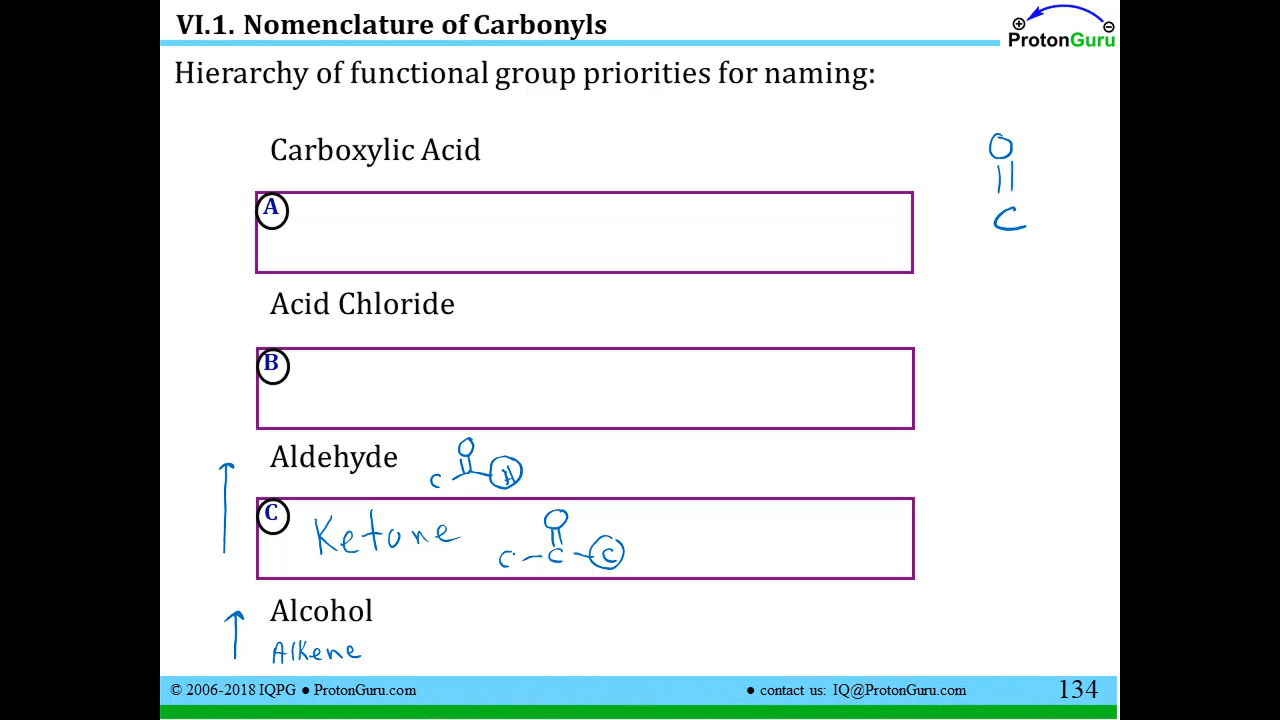 VI.1. Nomenclature of Carbonyls
⊕ ⊖
ProtonGuru
Hierarchy of functional group priorities for naming:
Carboxylic Acid
O
||
C
A
Acid Chloride
B
Aldehyde
O
C H
C Ketone
O
C - C - C
Alcohol
Alkene
© 2006-2018 IQPG ● ProtonGuru.com ● contact us: IQ@ProtonGuru.com 134